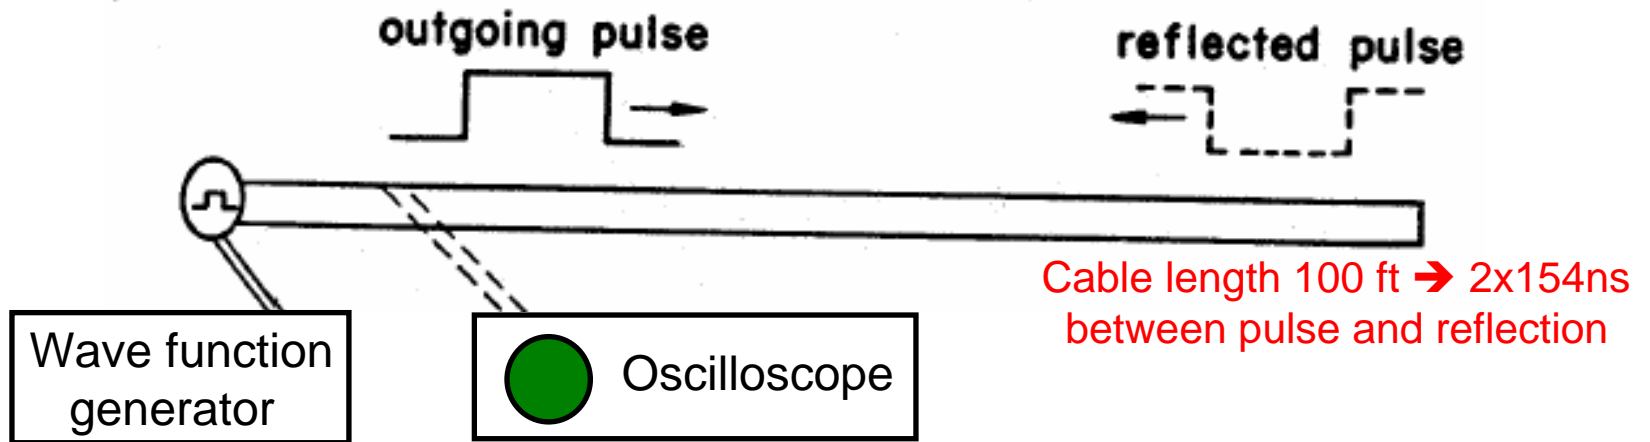 outgoing pulse
reflected pulse
Cable length 100 ft ➔ 2x154ns
between pulse and reflection
Wave function
generator
Oscilloscope